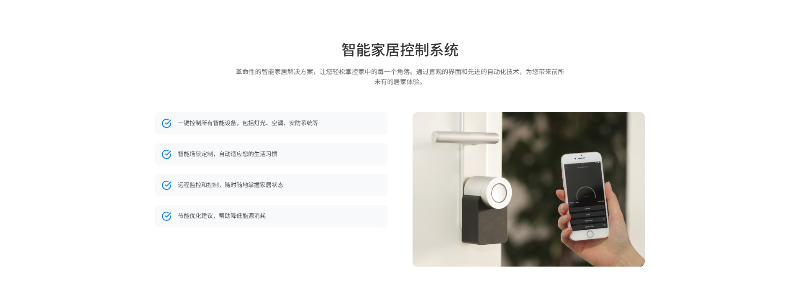 智能家居控制系统
革命性的智能家居解决方案，让您轻松掌控家中的每一个角落。通过直观的界面和先进的自动化技术，为您带来前所
未有的居家体验。
一键控制所有智能设备，包括灯光、空调、安防系统等
智能场景定制，自动适应您的生活习惯
远程监控和控制，随时随地掌握家居状态
节能优化建议，帮助降低能源消耗